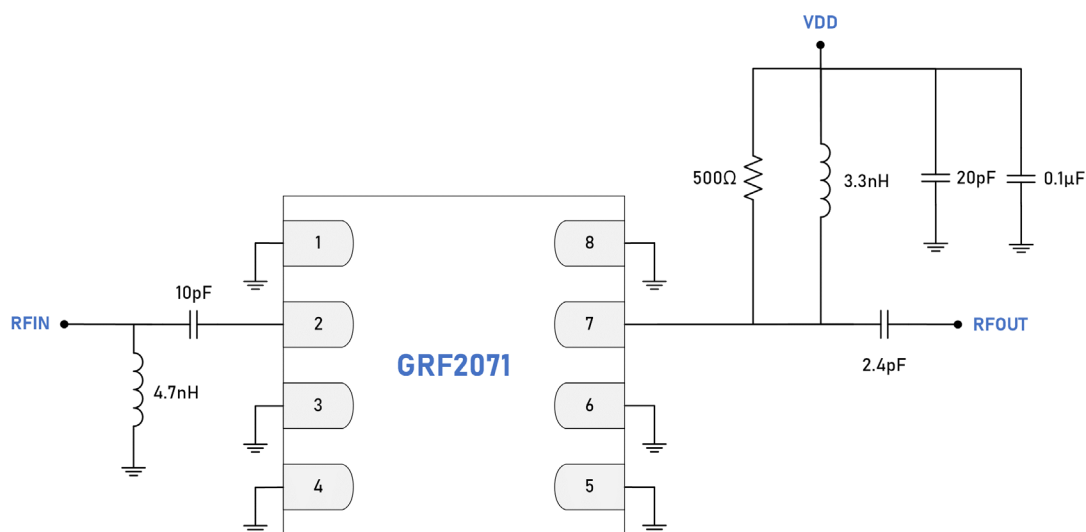 VDD
500Ω
3.3nH
20pF
0.1µF
1
8
10pF
RFIN
2
7
RFOUT
GRF2071
2.4pF
4.7nH
3
6
4
5